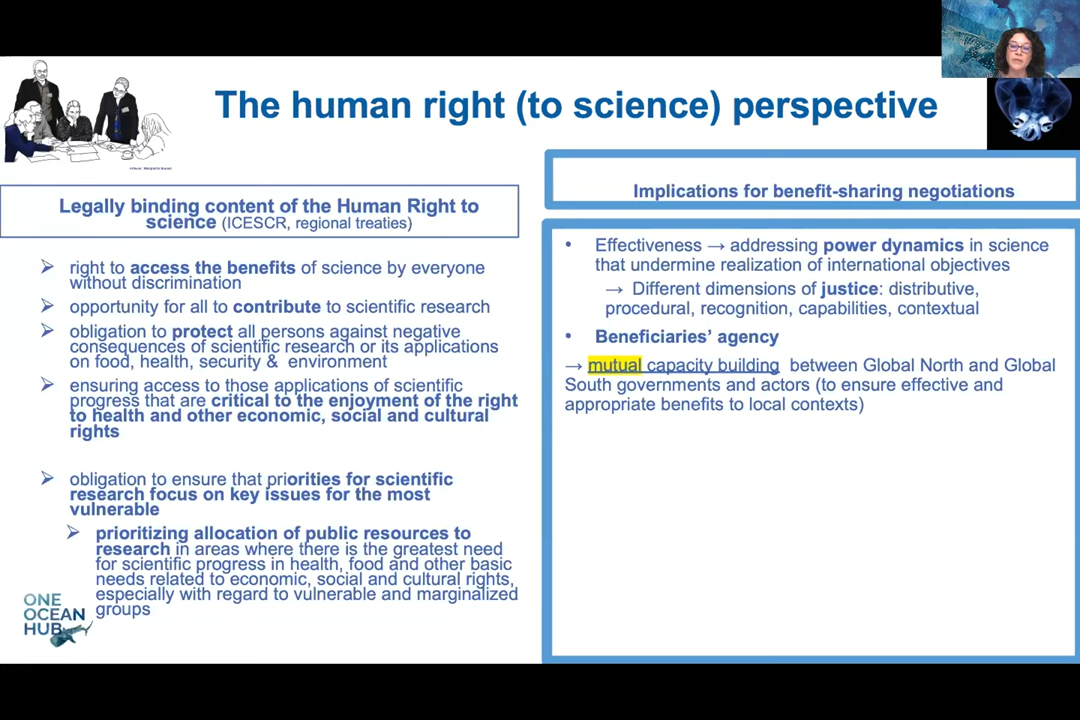 The human right (to science) perspective
Legally binding content of the Human Right to
science (ICESCR, regional treaties)
➢ right to access the benefits of science by everyone
without discrimination
➢ opportunity for all to contribute to scientific research
➢ obligation to protect all persons against negative
consequences of scientific research or its applications
on food, health, security & environment
➢ ensuring access to those applications of scientific
progress that are critical to the enjoyment of the right
to health and other economic, social and cultural
rights
➢ obligation to ensure that priorities for scientific
research focus on key issues for the most
vulnerable
➢ prioritizing allocation of public resources to
research in areas where there is the greatest need
for scientific progress in health, food and other basic
needs related to economic, social and cultural rights,
especially with regard to vulnerable and marginalized
groups
ONE
OCEAN
HUB
Implications for benefit-sharing negotiations
• Effectiveness → addressing power dynamics in science
that undermine realization of international objectives
→ Different dimensions of justice: distributive,
procedural, recognition, capabilities, contextual
• Beneficiaries' agency
→ mutual capacity building between Global North and Global
South governments and actors (to ensure effective and
appropriate benefits to local contexts)